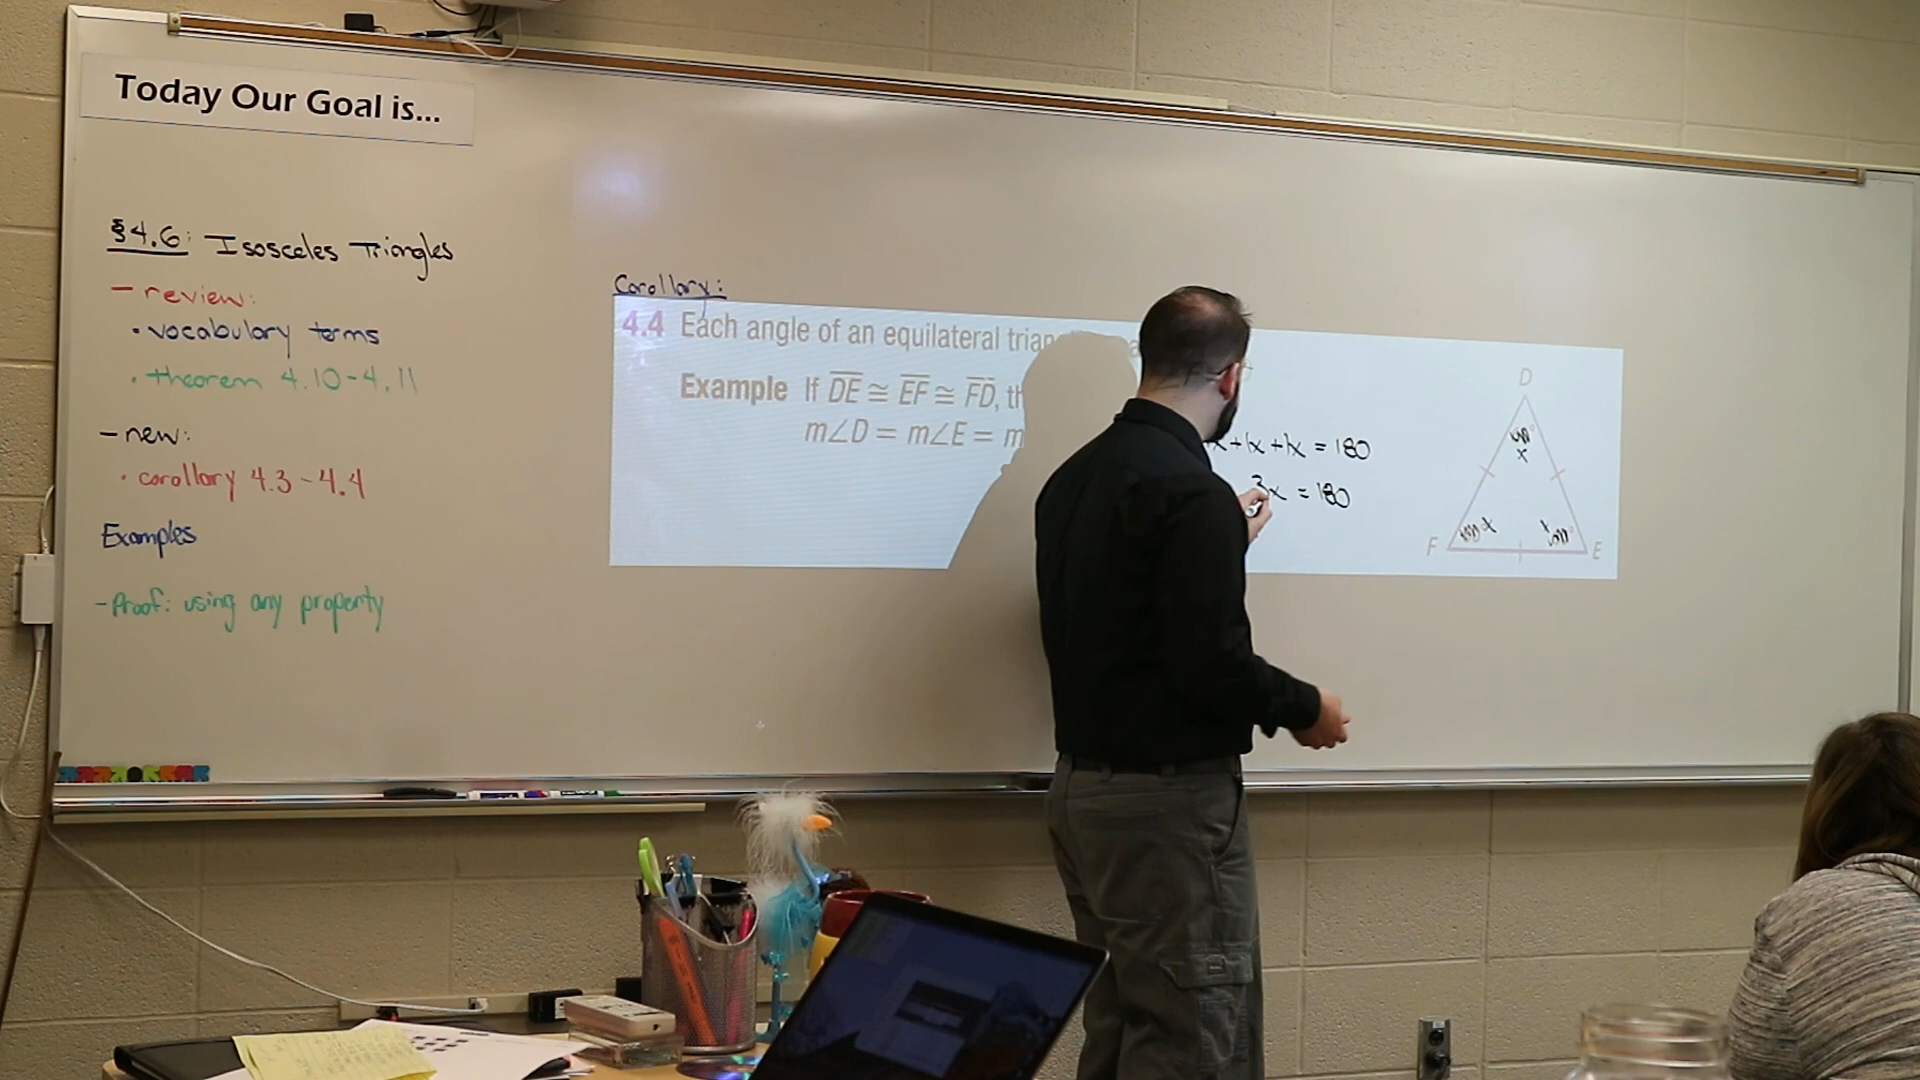 Today Our Goal is...
§4.6: Isosceles Triangles
- review:
• vocabulary terms
• theorem 4.10-4.11
- new:
• corollary 4.3-4.4
Examples
- Proof: using any property
Corollary:
4.4 Each angle of an equilateral
Example If DE ≅ EF ≅ FD,
m∠D = m∠E = m
x + 1x + 1x = 180
3x = 180
D
x
x
x
F
E